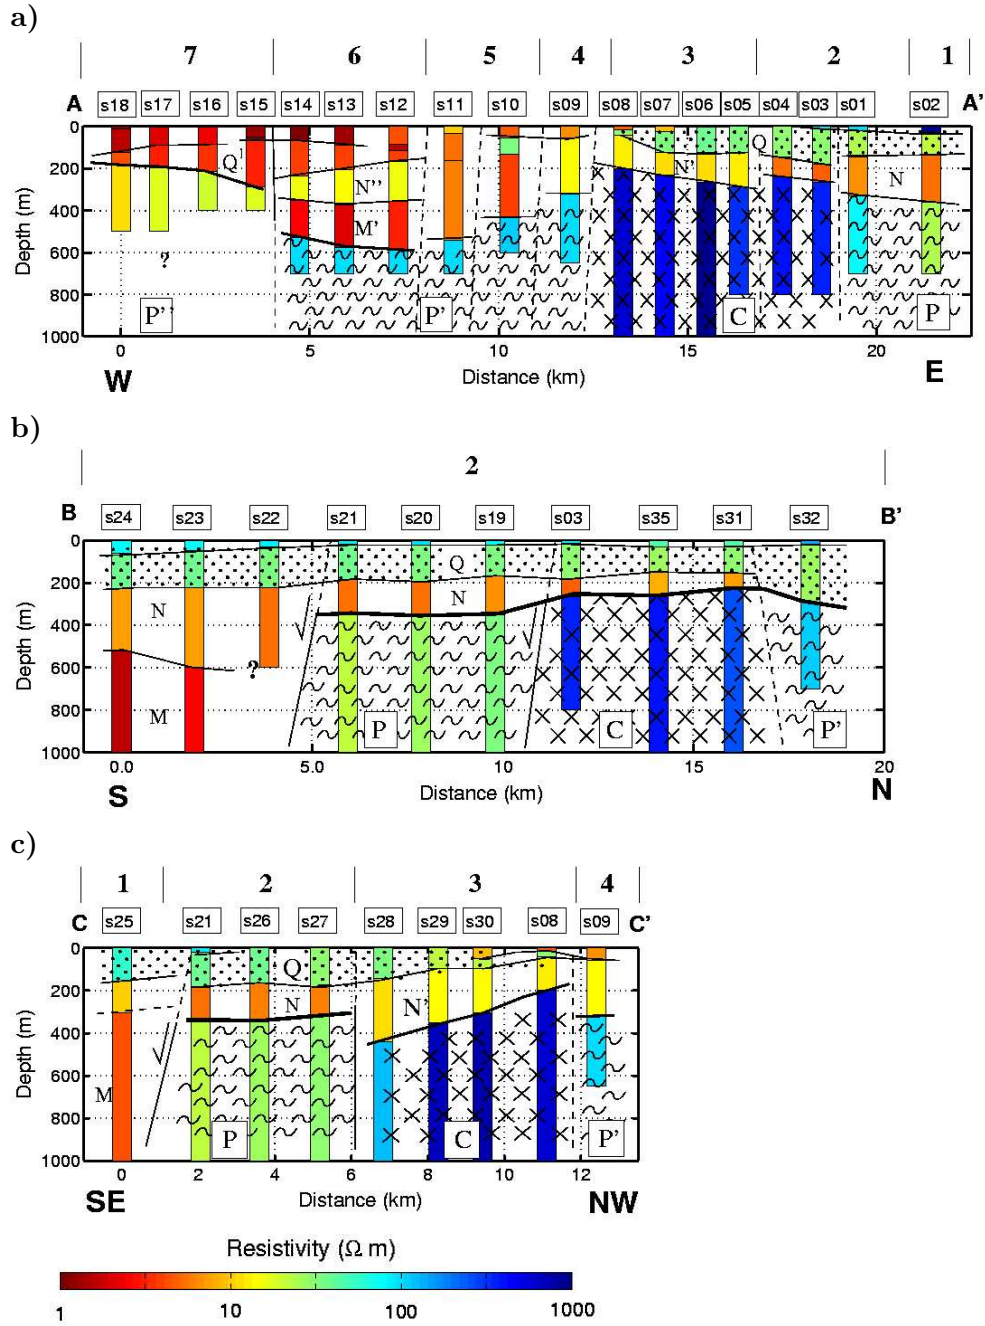 a)
7 6 5 4 3 2 1
A s18 s17 s16 s15 s14 s13 s12 s11 s10 s09 s08 s07 s06 s05 s04 s03 s01 s02 A'
0
200
400
600
800
1000
Depth (m)
Q' Q
N'' N' N
M'
?
P'' P' C P
0 5 10 15 20
W Distance (km) E
b)
2
B s24 s23 s22 s21 s20 s19 s03 s35 s31 s32 B'
0
200
400
600
800
1000
Depth (m)
Q
N N
?
M
P C P'
0.0 5.0 10 15 20
S Distance (km) N
c)
1 2 3 4
C s25 s21 s26 s27 s28 s29 s30 s08 s09 C'
0
200
400
600
800
1000
Depth (m)
Q
N N'
M
P C P'
0 2 4 6 8 10 12
SE Distance (km) NW
Resistivity (Ω m)
1 10 100 1000